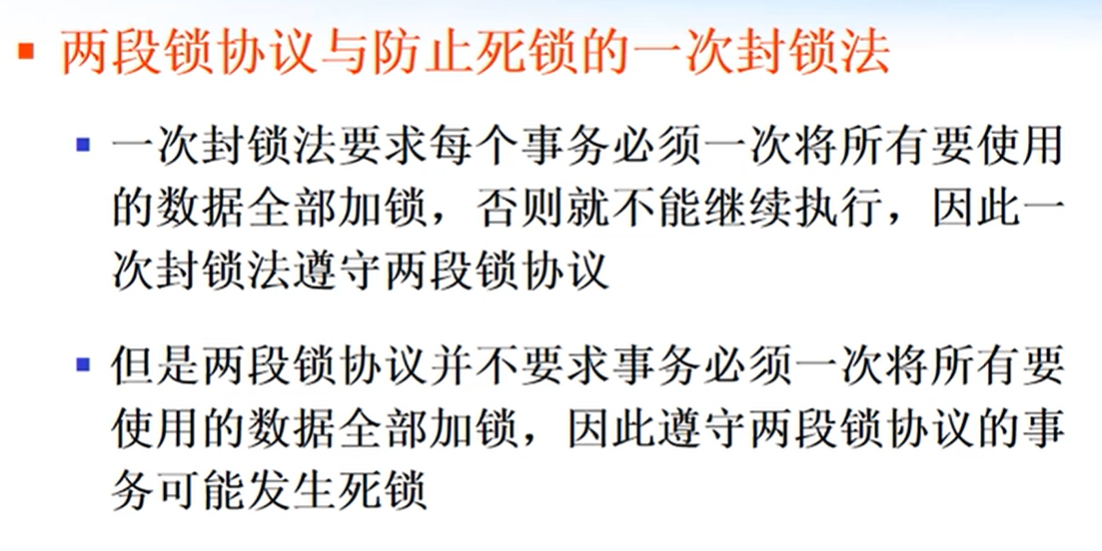 两段锁协议与防止死锁的一次封锁法
一次封锁法要求每个事务必须一次将所有要使用
的数据全部加锁，否则就不能继续执行，因此一
次封锁法遵守两段锁协议
但是两段锁协议并不要求事务必须一次将所有要
使用的数据全部加锁，因此遵守两段锁协议的事
务可能发生死锁